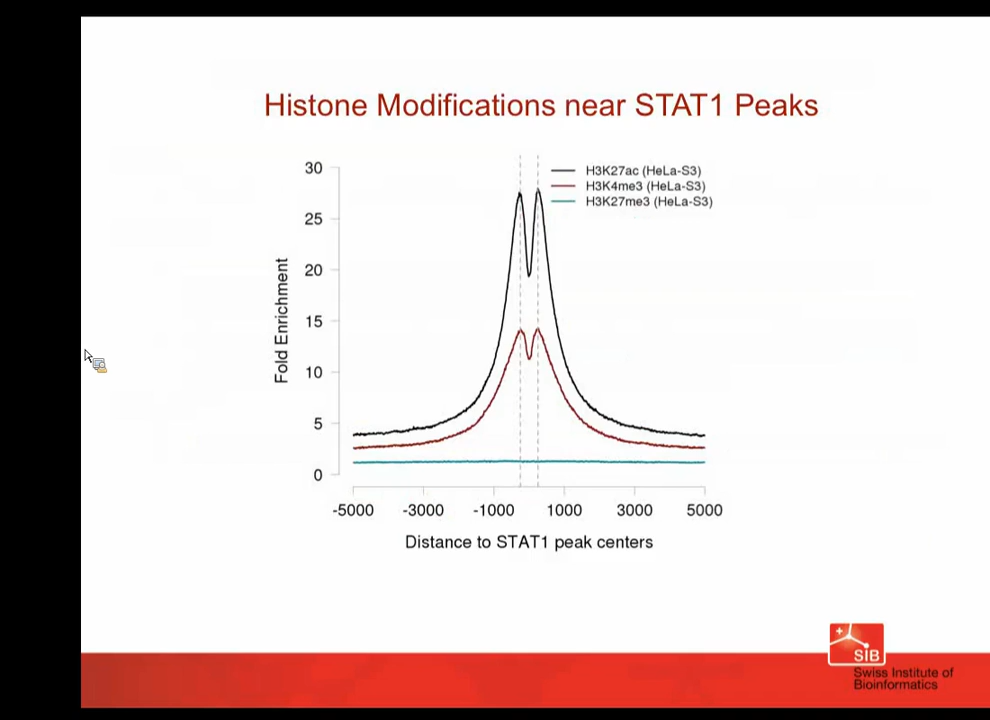 Histone Modifications near STAT1 Peaks
30
25
20
15
10
5
0
Fold Enrichment
H3K27ac (HeLa-S3)
H3K4me3 (HeLa-S3)
H3K27me3 (HeLa-S3)
-5000 -3000 -1000 1000 3000 5000
Distance to STAT1 peak centers
SIB
Swiss Institute of
Bioinformatics